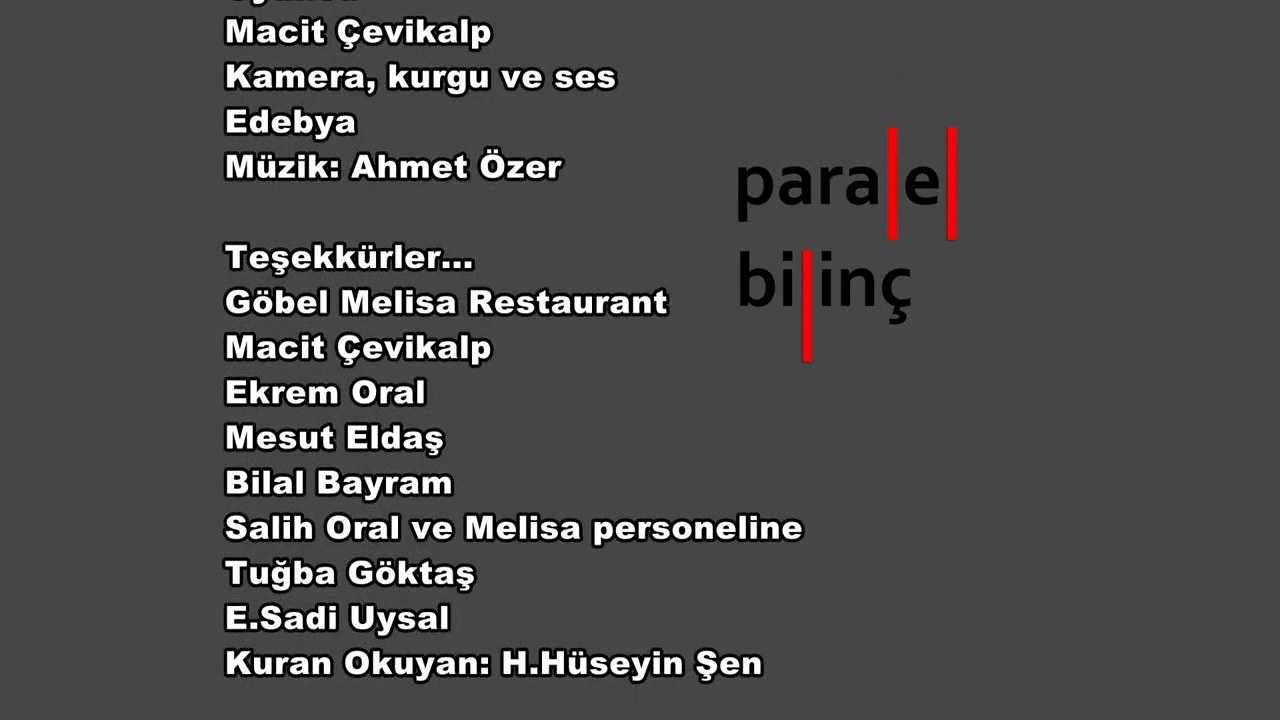 Macit Çevikalp
Kamera, kurgu ve ses
Edebya
Müzik: Ahmet Özer
Teşekkürler...
Göbel Melisa Restaurant
Macit Çevikalp
Ekrem Oral
Mesut Eldaş
Bilal Bayram
Salih Oral ve Melisa personeline
Tuğba Göktaş
E.Sadi Uysal
Kuran Okuyan: H.Hüseyin Şen
paralel
bilinç